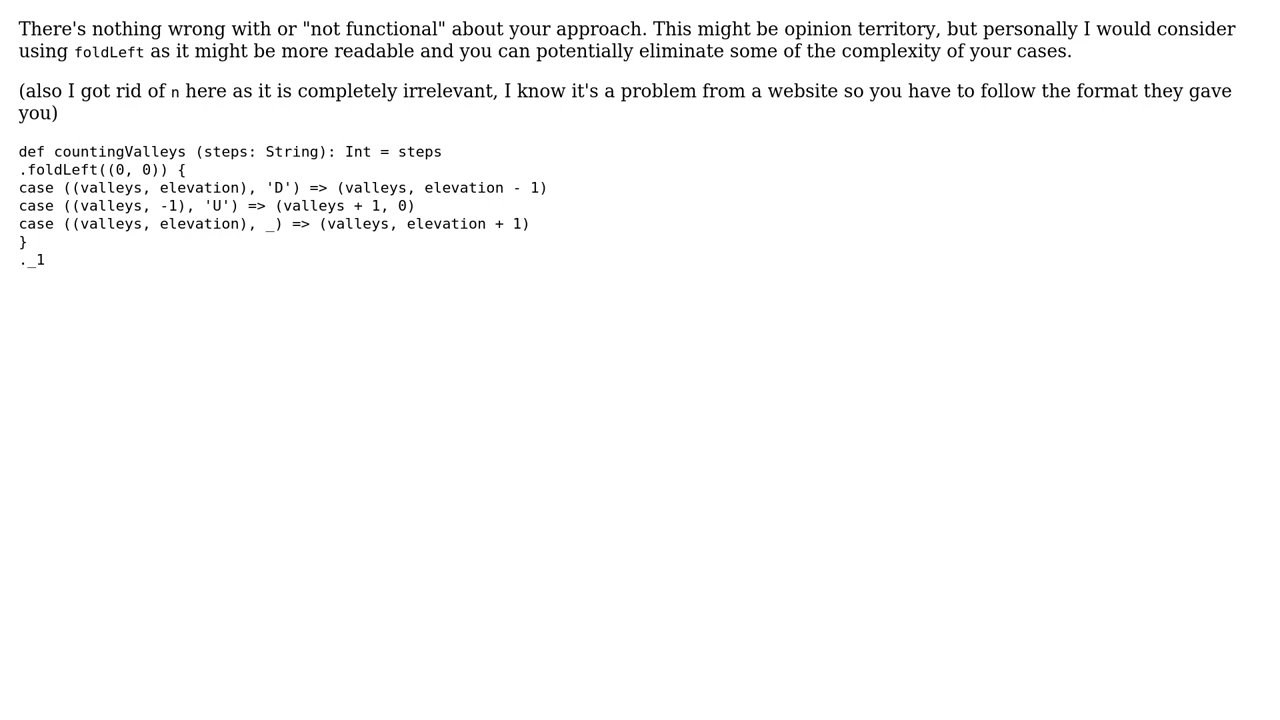 There's nothing wrong with or "not functional" about your approach. This might be opinion territory, but personally I would consider
using foldLeft as it might be more readable and you can potentially eliminate some of the complexity of your cases.
(also I got rid of n here as it is completely irrelevant, I know it's a problem from a website so you have to follow the format they gave
you)
def countingValleys (steps: String): Int = steps
.foldLeft((0, 0)) {
case ((valleys, elevation), 'D') => (valleys, elevation - 1)
case ((valleys, -1), 'U') => (valleys + 1, 0)
case ((valleys, elevation), _) => (valleys, elevation + 1)
}
._1